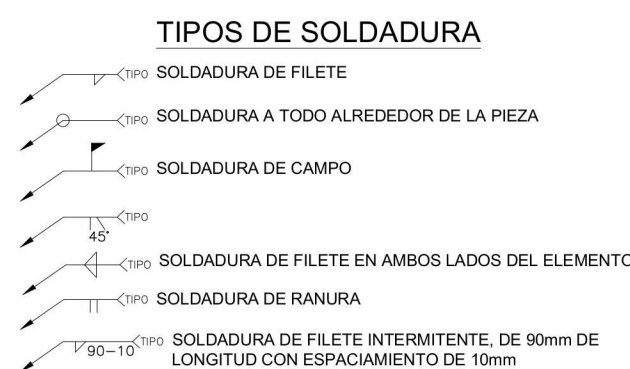 TIPOS DE SOLDADURA
TIPO SOLDADURA DE FILETE
TIPO SOLDADURA A TODO ALREDEDOR DE LA PIEZA
TIPO SOLDADURA DE CAMPO
TIPO
45°
TIPO SOLDADURA DE FILETE EN AMBOS LADOS DEL ELEMENTO
TIPO SOLDADURA DE RANURA
90-10 TIPO SOLDADURA DE FILETE INTERMITENTE, DE 90mm DE
LONGITUD CON ESPACIAMIENTO DE 10mm